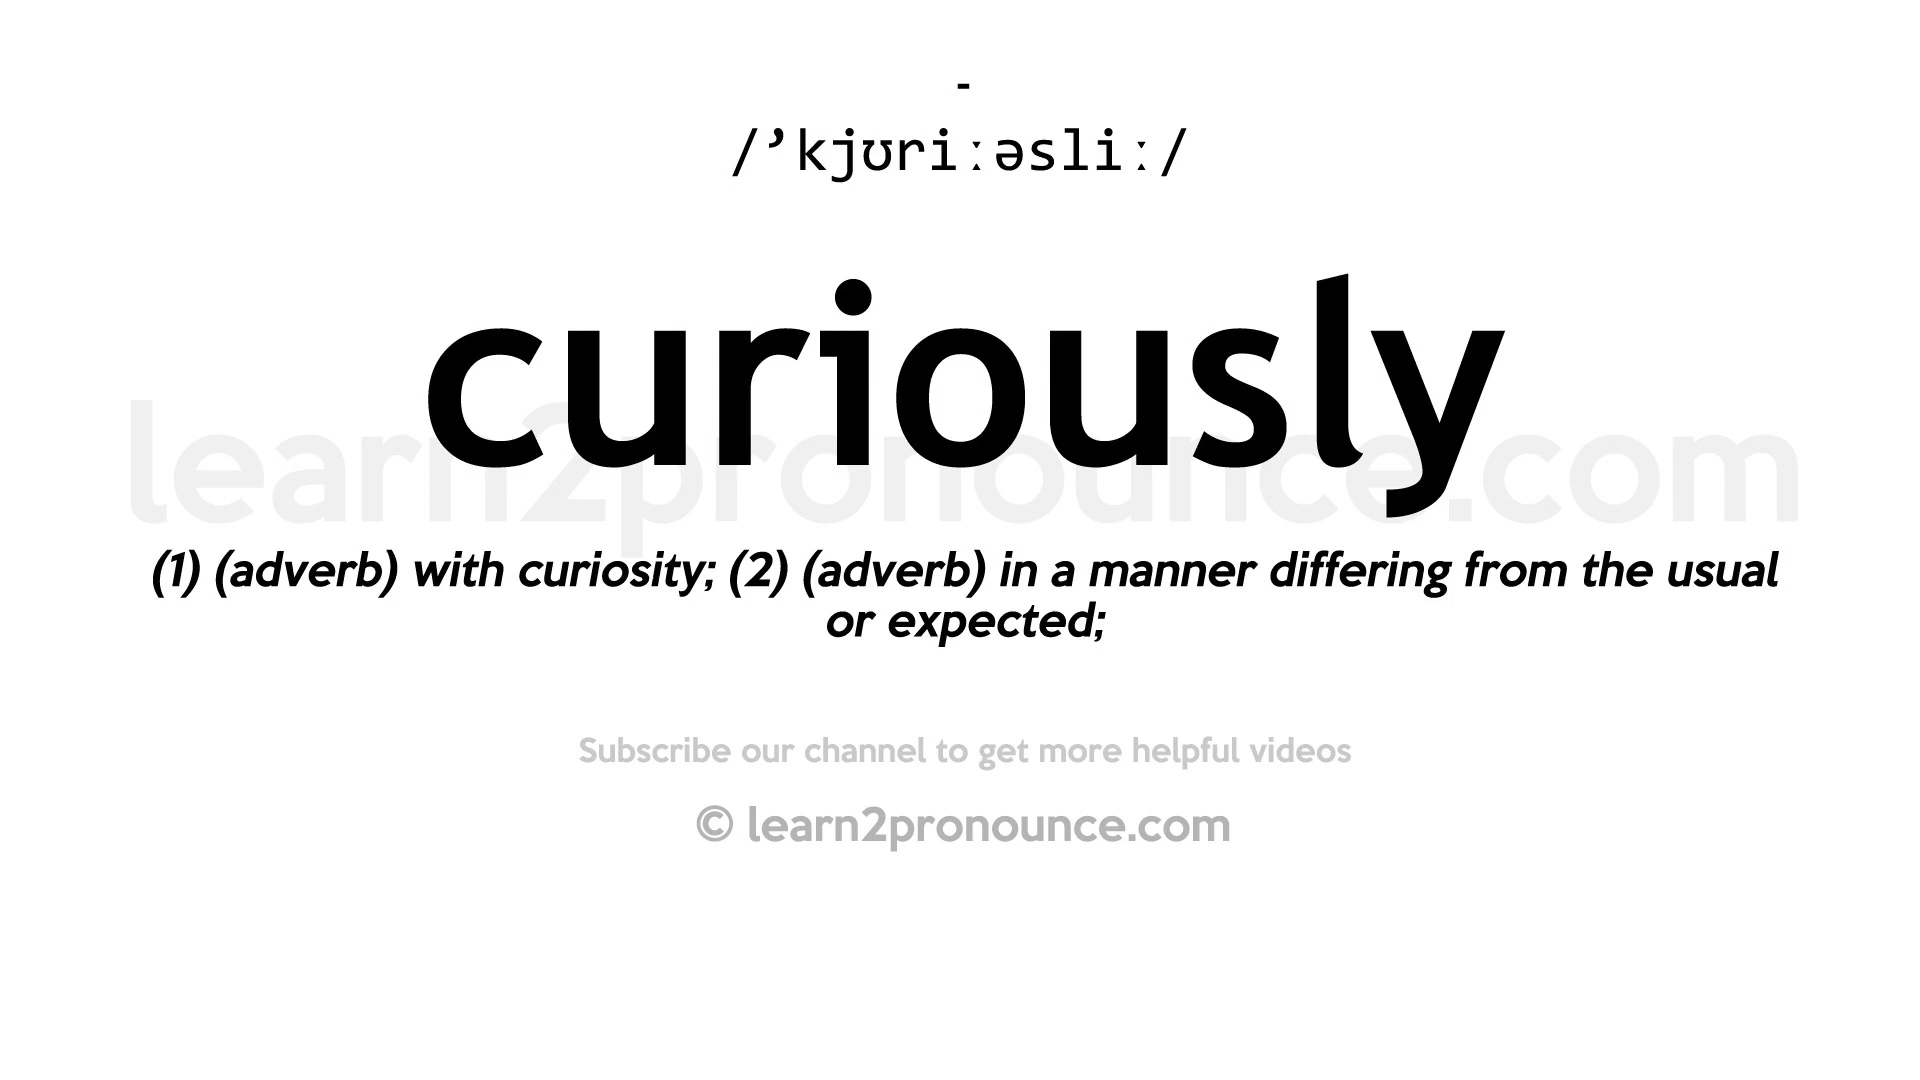 -
/’kjʊriːəsliː/
curiously
learn2pronounce.com
(1) (adverb) with curiosity; (2) (adverb) in a manner differing from the usual
or expected;
Subscribe our channel to get more helpful videos
© learn2pronounce.com